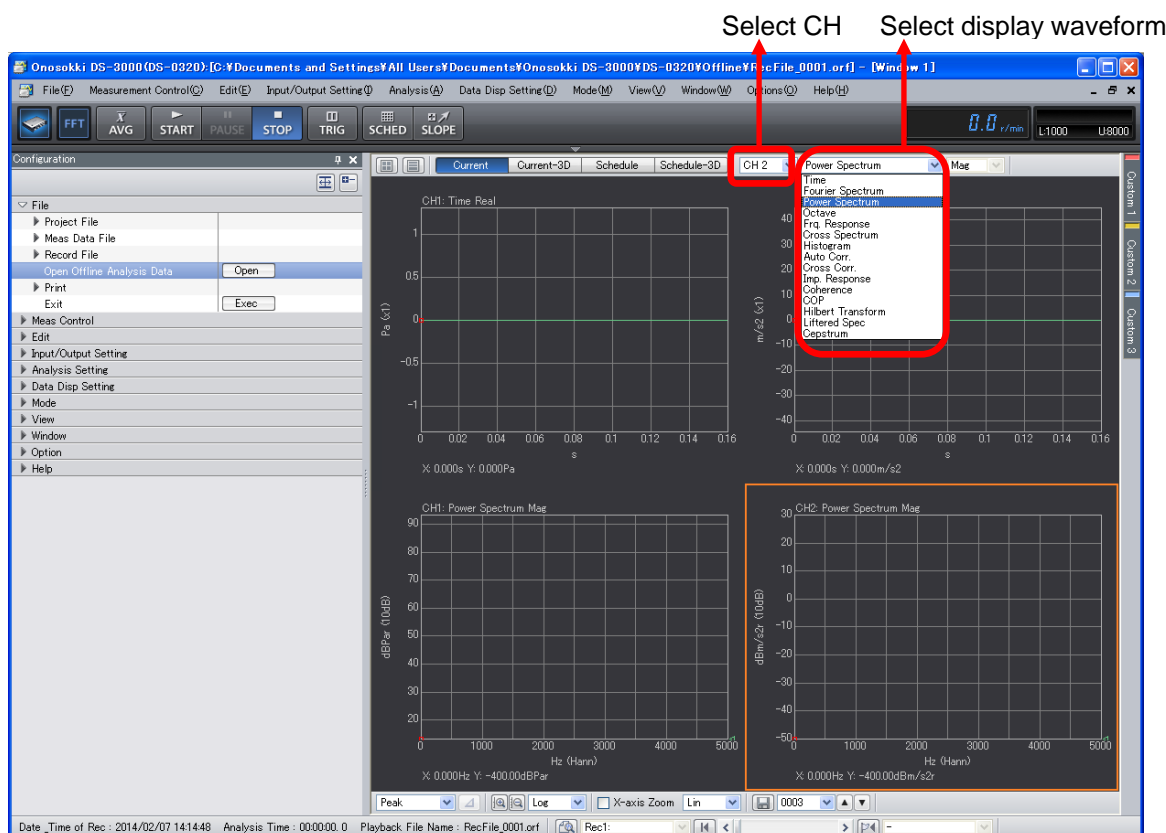 Select CH Select display waveform
Onosokki DS-3000(DS-0320):[C:¥Documents and Settings¥All Users¥Documents¥Onosokki DS-3000¥DS-0320¥Offline¥RecFile_0001.orf] - [Window 1]
File(F) Measurement Control(C) Edit(E) Input/Output Setting(I) Analysis(A) Data Disp Setting(D) Mode(M) View(V) Window(W) Options(O) Help(H)
FFT AVG START PAUSE STOP TRIG SCHED SLOPE 0.0 r/min L:1000 U:8000
Configuration
Current Current-3D Schedule Schedule-3D CH 2 Power Spectrum Mag
Time
Fourier Spectrum
Power Spectrum
Octave
Frq. Response
Cross Spectrum
Histogram
Auto Corr.
Cross Corr.
Imp. Response
Coherence
COP
Hilbert Transform
Liftered Spec
Cepstrum
Custom 1
Custom 2
Custom 3
File
Project File
Meas Data File
Record File
Open Offline Analysis Data Open
Print
Exit Exec
Meas Control
Edit
Input/Output Setting
Analysis Setting
Data Disp Setting
Mode
View
Window
Option
Help
CH1: Time Real
1
0.5
0
-0.5
-1
Pa (x1)
0 0.02 0.04 0.06 0.08 0.1 0.12 0.14 0.16
s
X: 0.000s Y: 0.000Pa
40
30
20
10
0
-10
-20
-30
-40
m/s2 (x1)
0 0.02 0.04 0.06 0.08 0.1 0.12 0.14 0.16
s
X: 0.000s Y: 0.000m/s2
CH1: Power Spectrum Mag
90
80
70
60
50
40
30
20
dBPar (10dB)
0 1000 2000 3000 4000 5000
Hz (Hann)
X: 0.000Hz Y: -400.00dBPar
CH2: Power Spectrum Mag
30
20
10
0
-10
-20
-30
-40
-50
dBm/s2r (10dB)
0 1000 2000 3000 4000 5000
Hz (Hann)
X: 0.000Hz Y: -400.00dBm/s2r
Peak Log X-axis Zoom Lin 0003
Date _Time of Rec : 2014/02/07 14:14:48 Analysis Time : 00:00:00. 0 Playback File Name : RecFile_0001.orf Rec1: -